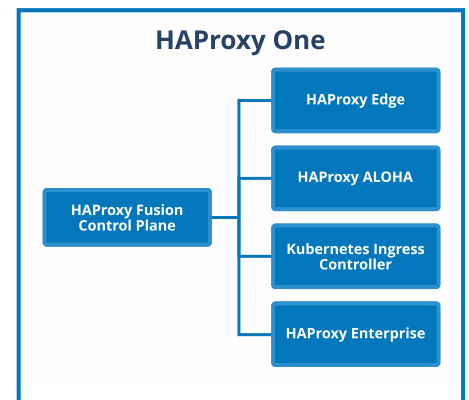 HAProxy One
HAProxy Edge
HAProxy ALOHA
HAProxy Fusion
Control Plane
Kubernetes Ingress
Controller
HAProxy Enterprise